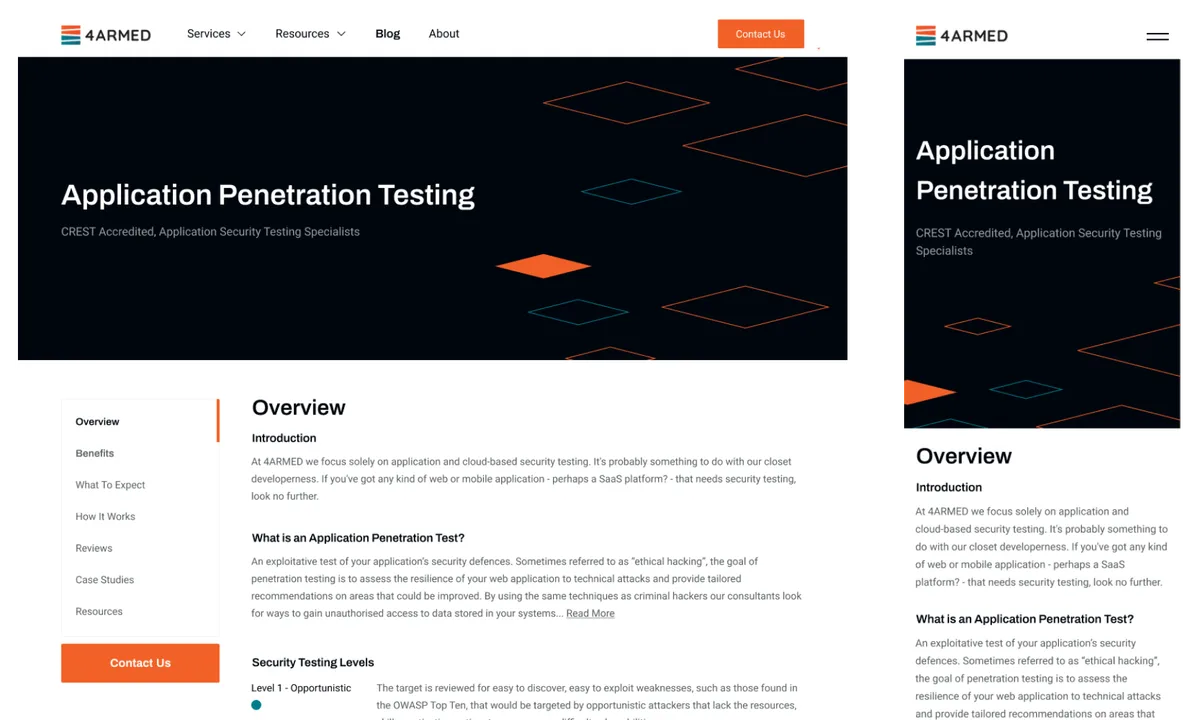 4ARMED
Services
Resources
Blog
About
Contact Us
Application Penetration Testing
CREST Accredited, Application Security Testing Specialists
Overview
Benefits
What To Expect
How It Works
Reviews
Case Studies
Resources
Contact Us
Overview
Introduction
At 4ARMED we focus solely on application and cloud-based security testing. It's probably something to do with our closet
developerness. If you've got any kind of web or mobile application - perhaps a SaaS platform? - that needs security testing,
look no further.
What is an Application Penetration Test?
An exploitative test of your application's security defences. Sometimes referred to as “ethical hacking”, the goal of
penetration testing is to assess the resilience of your web application to technical attacks and provide tailored
recommendations on areas that could be improved. By using the same techniques as criminal hackers our consultants look
for ways to gain unauthorised access to data stored in your systems... Read More
Security Testing Levels
Level 1 - Opportunistic
The target is reviewed for easy to discover, easy to exploit weaknesses, such as those found in
the OWASP Top Ten, that would be targeted by opportunistic attackers that lack the resources,
4ARMED
Application
Penetration Testing
CREST Accredited, Application Security Testing
Specialists
Overview
Introduction
At 4ARMED we focus solely on application and
cloud-based security testing. It's probably something to
do with our closet developerness. If you've got any kind
of web or mobile application - perhaps a SaaS
platform? - that needs security testing, look no further.
What is an Application Penetration Test?
An exploitative test of your application's security
defences. Sometimes referred to as “ethical hacking”,
the goal of penetration testing is to assess the
resilience of your web application to technical attacks
and provide tailored recommendations on areas that